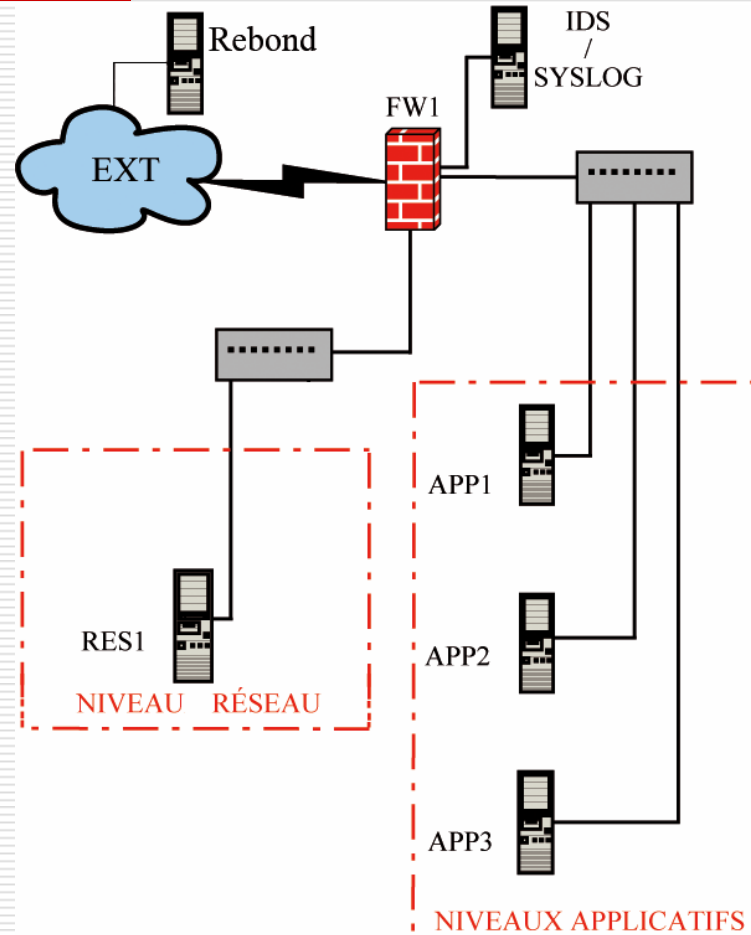 Rebond
IDS
/
SYSLOG
FW1
EXT
APP1
RES1
APP2
NIVEAU RÉSEAU
APP3
NIVEAUX APPLICATIFS